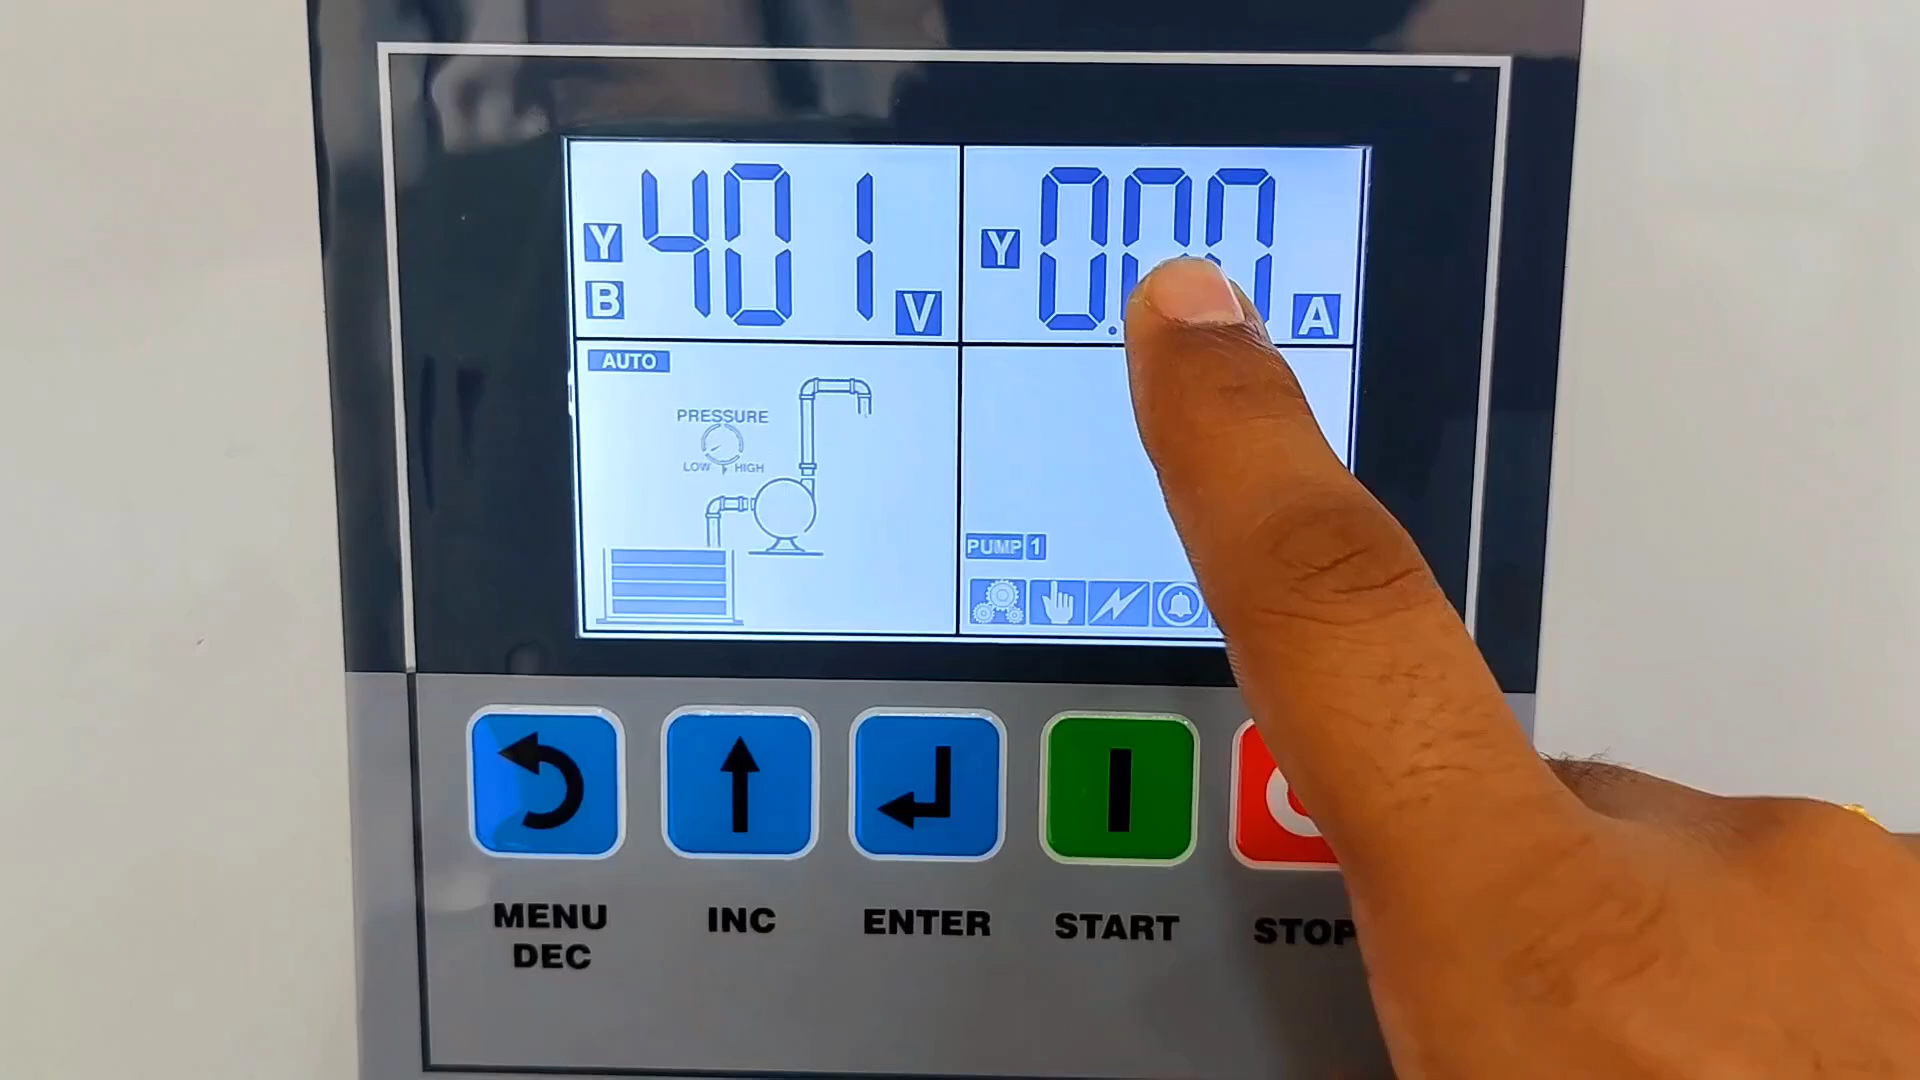 Y
B
401
V
Y
0.00
A
AUTO
PRESSURE
LOW HIGH
PUMP 1
MENU
DEC
INC
ENTER
START
STOP